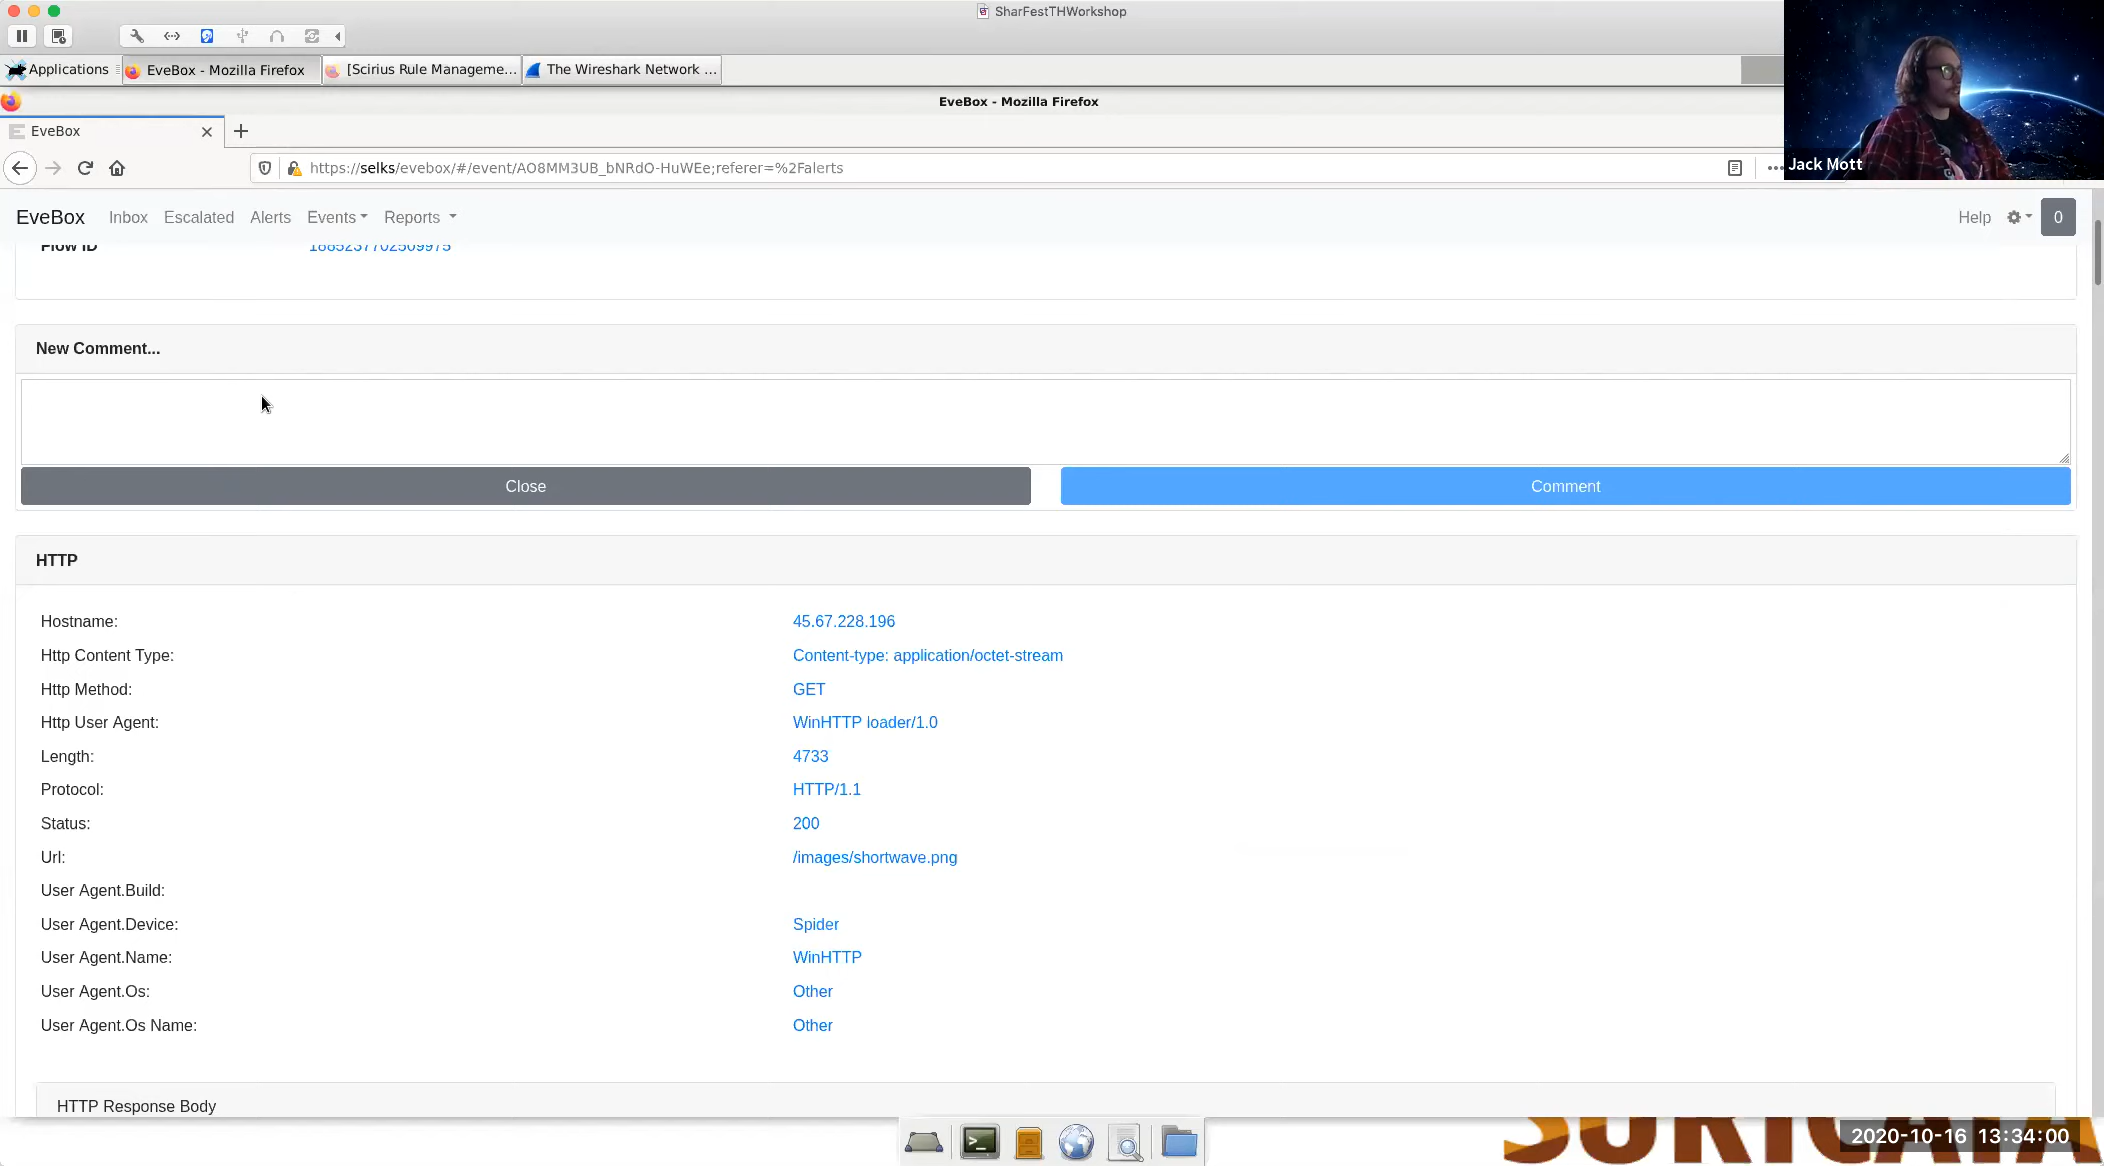 SharFestTHWorkshop
Applications
EveBox - Mozilla Firefox
[Scirius Rule Manageme...
The Wireshark Network ...
EveBox - Mozilla Firefox
EveBox
https://selks/evebox/#/event/AO8MM3UB_bNRdO-HuWEe;referer=%2Falerts
Jack Mott
EveBox Inbox Escalated Alerts Events Reports Help 0
Flow ID 1885237702509975
New Comment...
Close Comment
HTTP
Hostname: 45.67.228.196
Http Content Type: Content-type: application/octet-stream
Http Method: GET
Http User Agent: WinHTTP loader/1.0
Length: 4733
Protocol: HTTP/1.1
Status: 200
Url: /images/shortwave.png
User Agent.Build:
User Agent.Device: Spider
User Agent.Name: WinHTTP
User Agent.Os: Other
User Agent.Os Name: Other
HTTP Response Body
SURICATA
2020-10-16 13:34:00